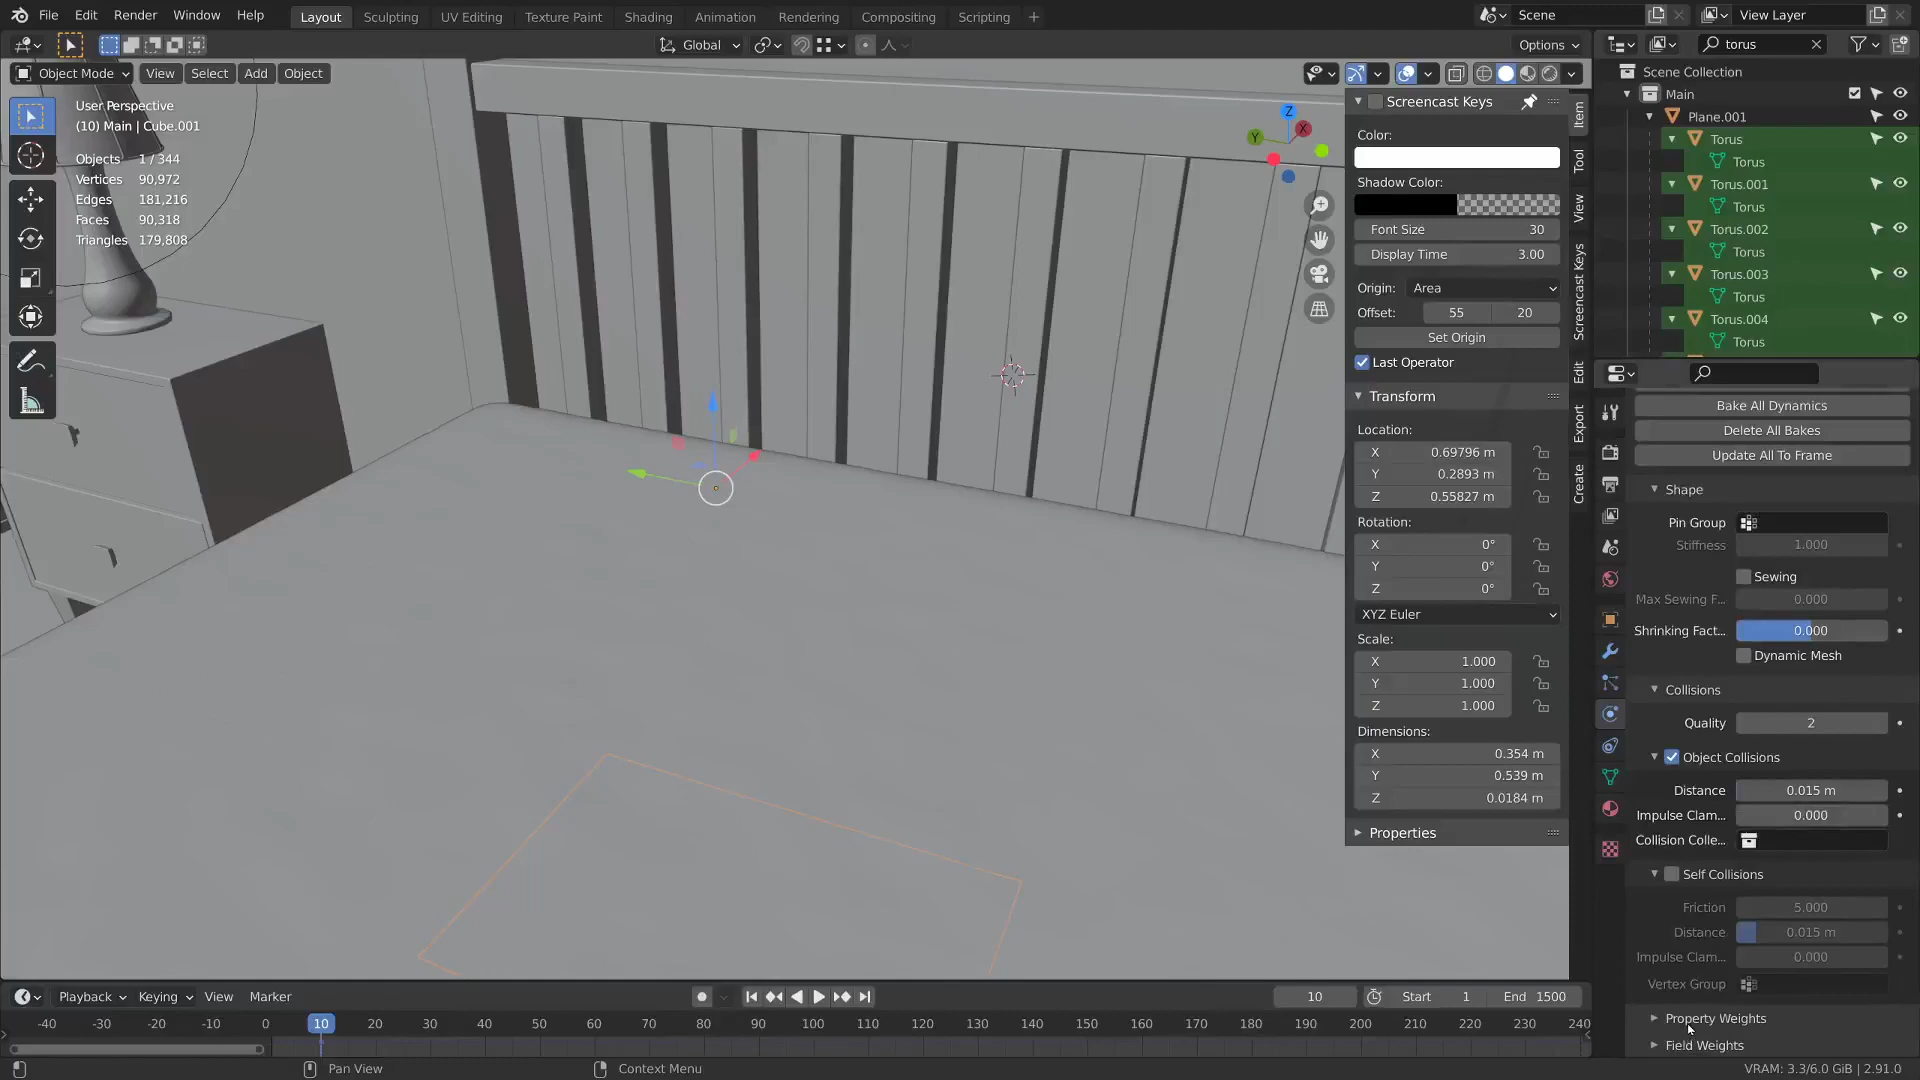 File Edit Render Window Help Layout Sculpting UV Editing Texture Paint Shading Animation Rendering Compositing Scripting + Scene View Layer
Global Options torus
Object Mode View Select Add Object
User Perspective
(10) Main | Cube.001
Objects 1 / 344
Vertices 90,972
Edges 181,216
Faces 90,318
Triangles 179,808
Z
X
Y
Screencast Keys
Color:
Shadow Color:
Font Size 30
Display Time 3.00
Origin: Area
Offset: 55 20
Set Origin
Last Operator
Transform
Location:
X 0.69796 m
Y 0.2893 m
Z 0.55827 m
Rotation:
X 0°
Y 0°
Z 0°
XYZ Euler
Scale:
X 1.000
Y 1.000
Z 1.000
Dimensions:
X 0.354 m
Y 0.539 m
Z 0.0184 m
Properties
Item
Tool
View
Screencast Keys
Edit
Export
Create
Scene Collection
Main
Plane.001
Torus
Torus
Torus.001
Torus
Torus.002
Torus
Torus.003
Torus
Torus.004
Torus
Bake All Dynamics
Delete All Bakes
Update All To Frame
Shape
Pin Group
Stiffness 1.000
Sewing
Max Sewing F... 0.000
Shrinking Fact... 0.000
Dynamic Mesh
Collisions
Quality 2
Object Collisions
Distance 0.015 m
Impulse Clam... 0.000
Collision Colle...
Self Collisions
Friction 5.000
Distance 0.015 m
Impulse Clam... 0.000
Vertex Group
Property Weights
Field Weights
Playback Keying View Marker 10 Start 1 End 1500
-40 -30 -20 -10 0 10 20 30 40 50 60 70 80 90 100 110 120 130 140 150 160 170 180 190 200 210 220 230 240
Pan View Context Menu VRAM: 3.3/6.0 GiB | 2.91.0